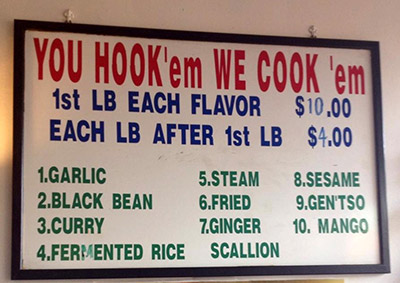 YOU HOOK'em WE COOK 'em
1st LB EACH FLAVOR $10.00
EACH LB AFTER 1st LB $4.00
1.GARLIC
2.BLACK BEAN
3.CURRY
4.FERMENTED RICE
5.STEAM
6.FRIED
7.GINGER
SCALLION
8.SESAME
9.GEN'TSO
10. MANGO